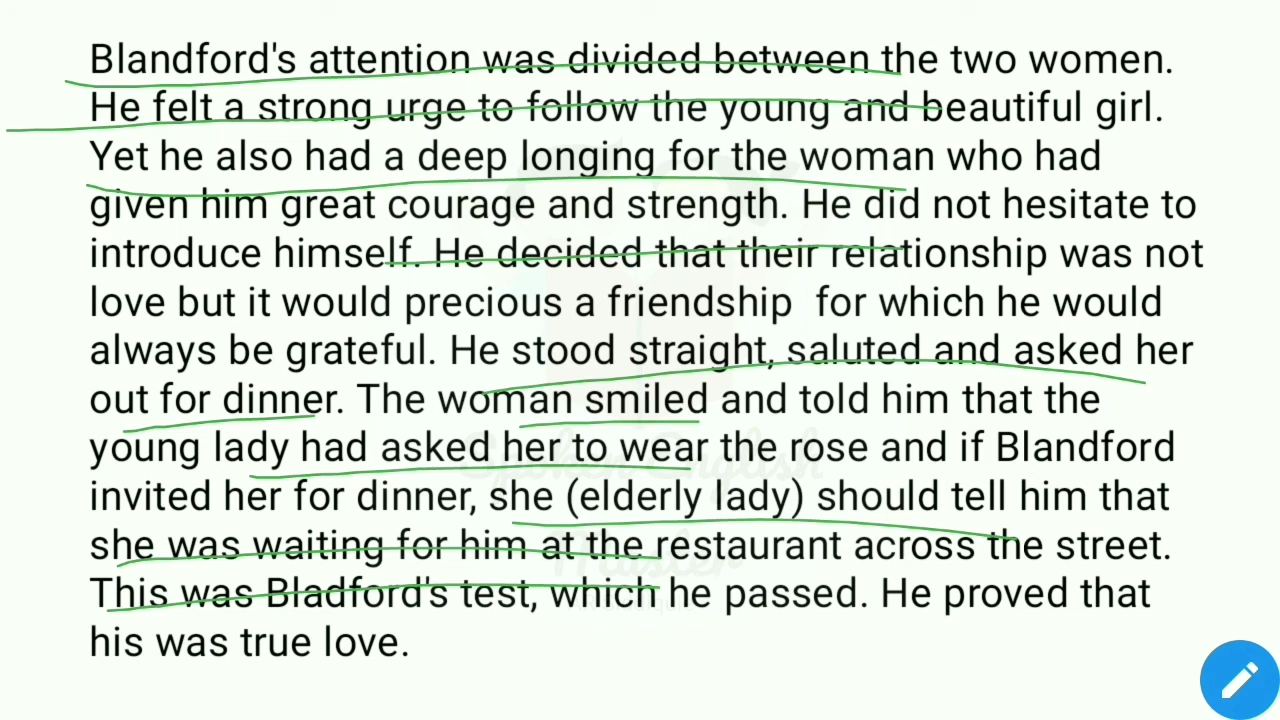 Blandford's attention was divided between the two women.
He felt a strong urge to follow the young and beautiful girl.
Yet he also had a deep longing for the woman who had
given him great courage and strength. He did not hesitate to
introduce himself. He decided that their relationship was not
love but it would precious a friendship for which he would
always be grateful. He stood straight, saluted and asked her
out for dinner. The woman smiled and told him that the
young lady had asked her to wear the rose and if Blandford
invited her for dinner, she (elderly lady) should tell him that
she was waiting for him at the restaurant across the street.
This was Bladford's test, which he passed. He proved that
his was true love.
Spoken English
Master